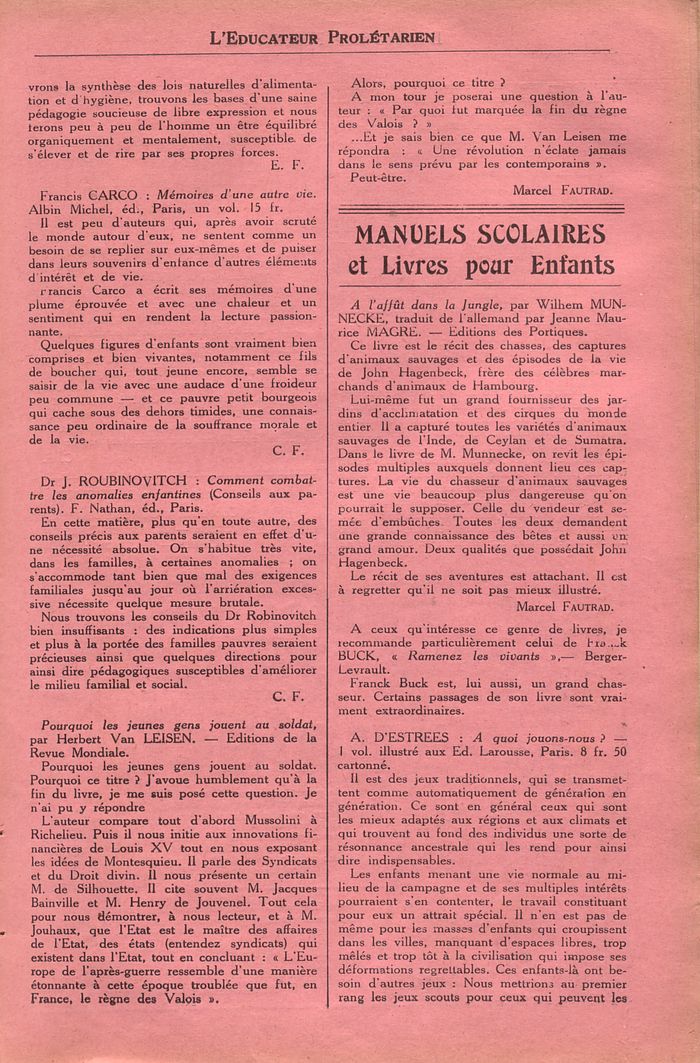 L'EDUCATEUR PROLÉTARIEN
vrons la synthèse des lois naturelles d'alimenta-
tion et d'hygiène, trouvons les bases d'une saine
pédagogie soucieuse de libre expression et nous
ferons peu à peu de l'homme un être équilibré
organiquement et mentalement, susceptible de
s'élever et de rire par ses propres forces.
E. F.
Francis CARCO : Mémoires d'une autre vie.
Albin Michel, éd., Paris, un vol. 15 fr.
Il est peu d'auteurs qui, après avoir scruté
le monde autour d'eux, ne sentent comme un
besoin de se replier sur eux-mêmes et de puiser
dans leurs souvenirs d'enfance d'autres éléments
d'intérêt et de vie.
Francis Carco a écrit ses mémoires d'une
plume éprouvée et avec une chaleur et un
sentiment qui en rendent la lecture passion-
nante.
Quelques figures d'enfants sont vraiment bien
comprises et bien vivantes, notamment ce fils
de boucher qui, tout jeune encore, semble se
saisir de la vie avec une audace d'une froideur
peu commune — et ce pauvre petit bourgeois
qui cache sous des dehors timides, une connais-
sance peu ordinaire de la souffrance morale et
de la vie.
C. F.
Dr J. ROUBINOVITCH : Comment combat-
tre les anomalies enfantines (Conseils aux pa-
rents). F. Nathan, éd., Paris.
En cette matière, plus qu'en toute autre, des
conseils précis aux parents seraient en effet d'u-
ne nécessité absolue. On s'habitue très vite,
dans les familles, à certaines anomalies ; on
s'accommode tant bien que mal des exigences
familiales jusqu'au jour où l'arriération exces-
sive nécessite quelque mesure brutale.
Nous trouvons les conseils du Dr Robinovitch
bien insuffisants : des indications plus simples
et plus à la portée des familles pauvres seraient
précieuses ainsi que quelques directions pour
ainsi dire pédagogiques susceptibles d'améliorer
le milieu familial et social.
C. F.
Pourquoi les jeunes gens jouent au soldat,
par Herbert Van LEISEN. — Editions de la
Revue Mondiale.
Pourquoi les jeunes gens jouent au soldat.
Pourquoi ce titre ? J'avoue humblement qu'à la
fin du livre, je me suis posé cette question. Je
n'ai pu y répondre
L'auteur compare tout d'abord Mussolini à
Richelieu. Puis il nous initie aux innovations fi-
nancières de Louis XV tout en nous exposant
les idées de Montesquieu. Il parle des Syndicats
et du Droit divin. Il nous présente un certain
M. de Silhouette. Il cite souvent M. Jacques
Bainville et M. Henry de Jouvenel. Tout cela
pour nous démontrer, à nous lecteur, et à M.
Jouhaux, que l'Etat est le maître des affaires
de l'Etat, des états (entendez syndicats) qui
existent dans l'Etat, tout en concluant : « L'Eu-
rope de l'après-guerre ressemble d'une manière
étonnante à cette époque troublée que fut, en
France, le règne des Valois ».
Alors, pourquoi ce titre ?
A mon tour je poserai une question à l'au-
teur : « Par quoi fut marquée la fin du règne
des Valois ? »
...Et je sais bien ce que M. Van Leisen me
répondra : « Une révolution n'éclate jamais
dans le sens prévu par les contemporains ».
Peut-être.
Marcel FAUTRAD.
MANUELS SCOLAIRES
et Livres pour Enfants
A l'affût dans la Jungle, par Wilhem MUN-
NECKE, traduit de l'allemand par Jeanne Mau-
rice MAGRE. — Editions des Portiques.
Ce livre est le récit des chasses, des captures
d'animaux sauvages et des épisodes de la vie
de John Hagenbeck, frère des célèbres mar-
chands d'animaux de Hambourg.
Lui-même fut un grand fournisseur des jar-
dins d'acclimatation et des cirques du monde
entier Il a capturé toutes les variétés d'animaux
sauvages de l'Inde, de Ceylan et de Sumatra.
Dans le livre de M. Munnecke, on revit les épi-
sodes multiples auxquels donnent lieu ces cap-
tures. La vie du chasseur d'animaux sauvages
est une vie beaucoup plus dangereuse qu'on
pourrait le supposer. Celle du vendeur est se-
mée d'embûches. Toutes les deux demandent
une grande connaissance des bêtes et aussi un
grand amour. Deux qualités que possédait John
Hagenbeck.
Le récit de ses aventures est attachant. Il est
à regretter qu'il ne soit pas mieux illustré.
Marcel FAUTRAD.
A ceux qu'intéresse ce genre de livres, je
recommande particulièrement celui de
BUCK, « Ramenez les vivants ».— Berger-
Levrault.
Franck Buck est, lui aussi, un grand chas-
seur. Certains passages de son livre sont vrai-
ment extraordinaires.
A. D'ESTREES : A quoi jouons-nous ? —
1 vol. illustré aux Ed. Larousse, Paris. 8 fr. 50
cartonné.
Il est des jeux traditionnels, qui se transmet-
tent comme automatiquement de génération en
génération. Ce sont en général ceux qui sont
les mieux adaptés aux régions et aux climats et
qui trouvent au fond des individus une sorte de
résonnance ancestrale qui les rend pour ainsi
dire indispensables.
Les enfants menant une vie normale au mi-
lieu de la campagne et de ses multiples intérêts
pourraient s'en contenter, le travail constituant
pour eux un attrait spécial. Il n'en est pas de
même pour les masses d'enfants qui croupissent
dans les villes, manquant d'espaces libres, trop
mêlés et trop tôt à la civilisation qui impose ses
déformations regrettables. Ces enfants-là ont be-
soin d'autres jeux : Nous mettrions au premier
rang les jeux scouts pour ceux qui peuvent les